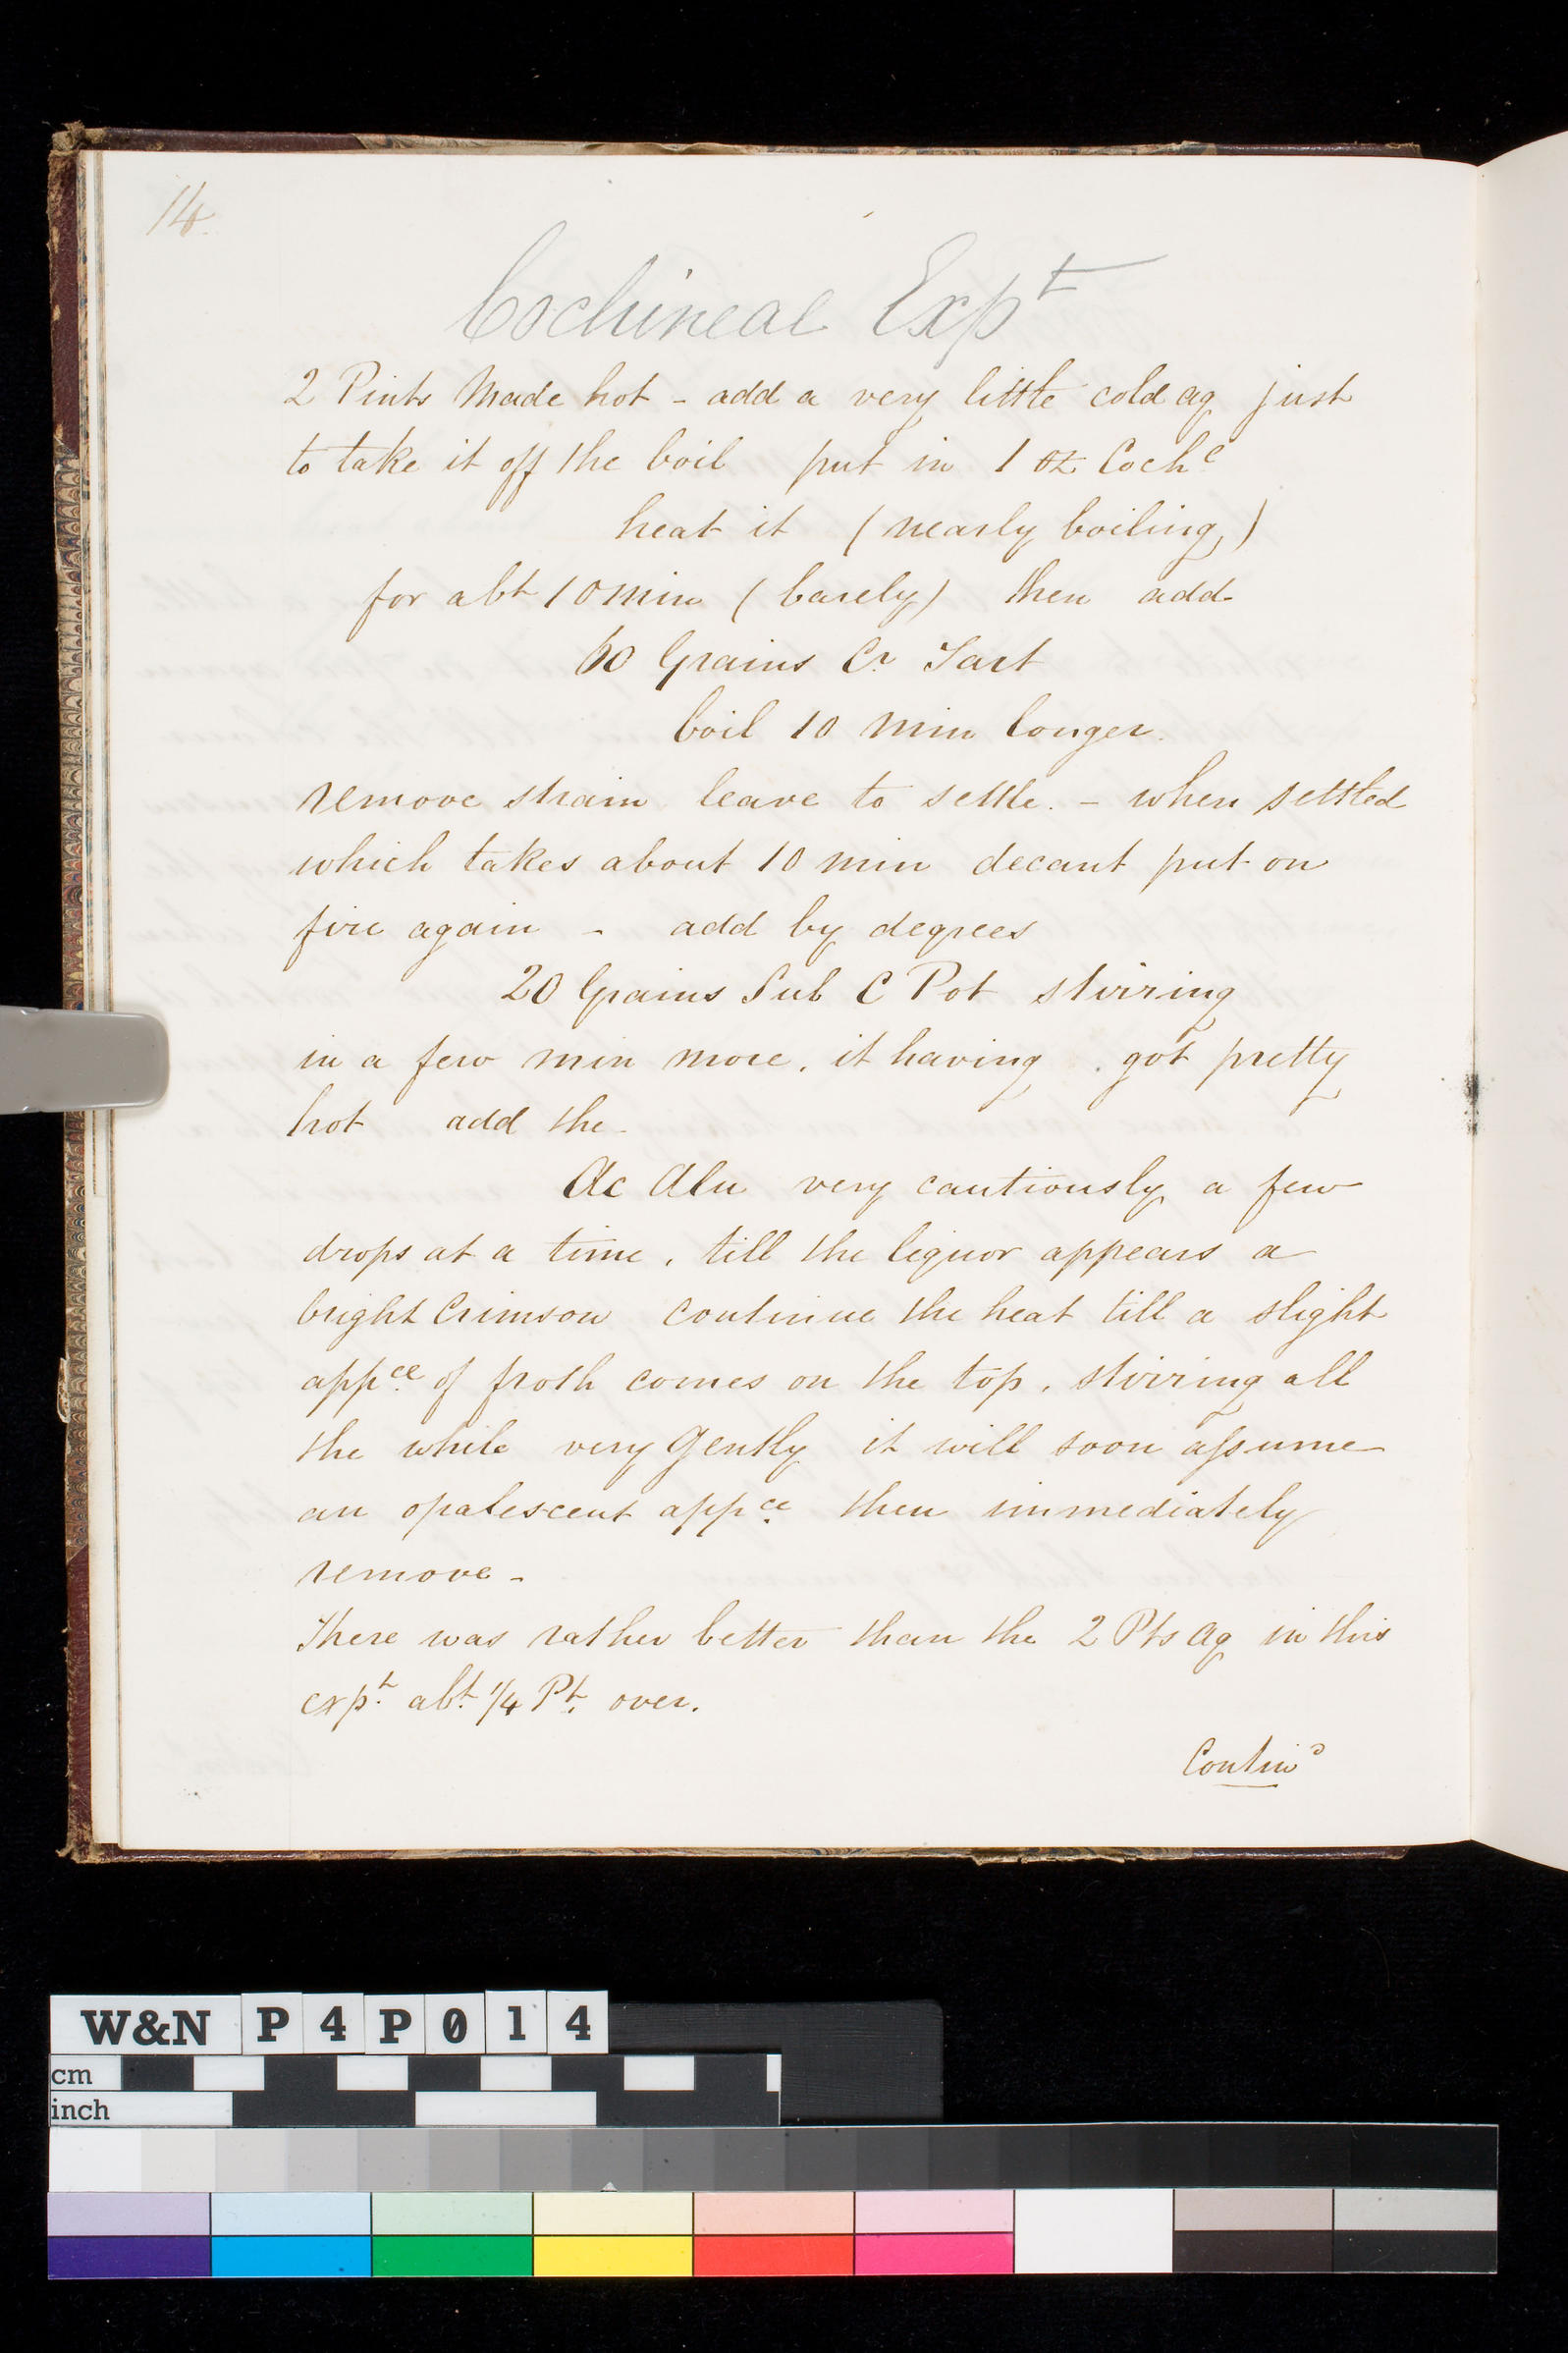 14.
Cochineal Expt
2 Pints Made hot - add a very little cold aq just
to take it off the boil put in 1 oz Coche
heat it (nearly boiling)
for abt 10 min (barely) then add
60 Grains Cr Tart
boil 10 min longer.
remove strain leave to settle. - when settled
which takes about 10 min decant put on
fire again - add by degrees
20 Grains Sub C Pot stirring
in a few min more, it having got pretty
hot add the
Ac Alu very cautiously a few
drops at a time, till the liquor appears a
bright Crimson continue the heat till a slight
appce of froth comes on the top, stirring all
the while very Gently it will soon assume
an opalescent appce then immediately
remove -
There was rather better than the 2 Pts aq in this
expt. abt. 1/4 Pt. over.
Contind
W&N P4P014
cm
inch